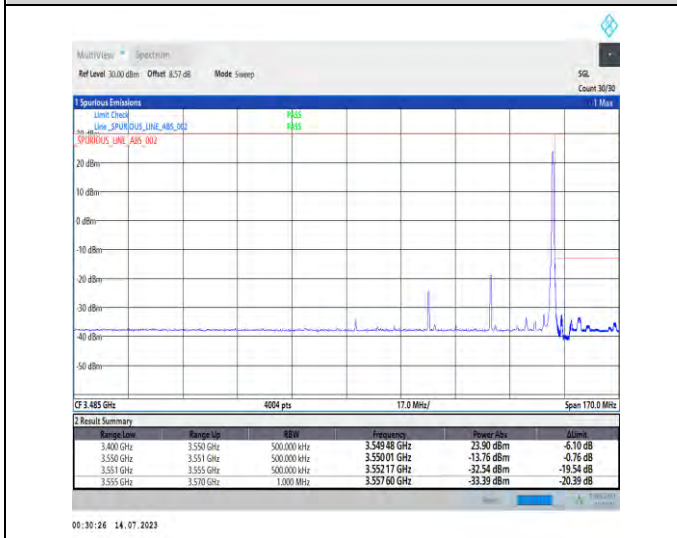 MultiView Spectrum
Ref Level 30.00 dBm Offset 8.57 dB Mode Sweep SGL
Count 30/30
1 Spurious Emissions 1 Max
Limit Check PASS
Line _SPURIOUS_LINE_ABS_002 PASS
_SPURIOUS_LINE_ABS_002
20 dBm
10 dBm
0 dBm
-10 dBm
-20 dBm
-30 dBm
-40 dBm
-50 dBm
CF 3.485 GHz 4004 pts 17.0 MHz/ Span 170.0 MHz
2 Result Summary
Range Low Range Up RBW Frequency Power Abs ΔLimit
3.400 GHz 3.550 GHz 500.000 kHz 3.549 48 GHz 23.90 dBm -6.10 dB
3.550 GHz 3.551 GHz 500.000 kHz 3.550 01 GHz -13.76 dBm -0.76 dB
3.551 GHz 3.555 GHz 500.000 kHz 3.552 17 GHz -32.54 dBm -19.54 dB
3.555 GHz 3.570 GHz 1.000 MHz 3.557 60 GHz -33.39 dBm -20.39 dB
00:30:26 14.07.2023